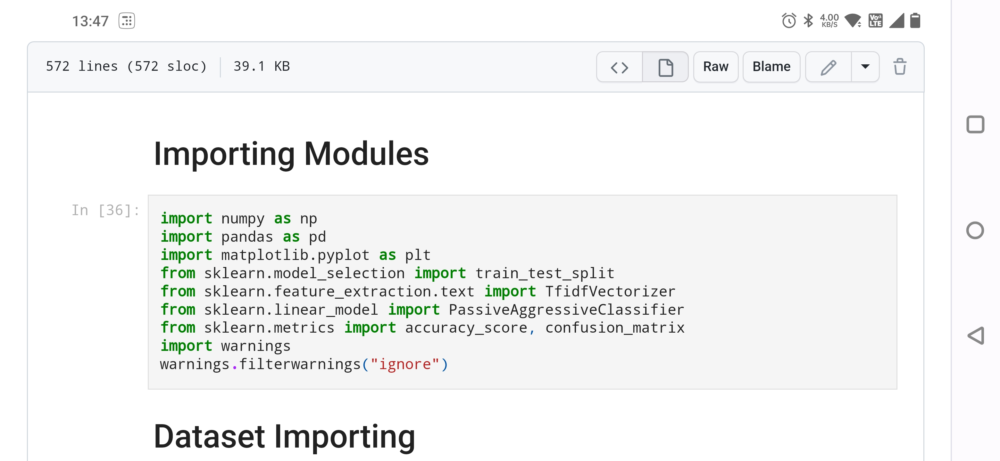 13:47
4.00
KB/S
Vo
LTE
572 lines (572 sloc)
39.1 KB
<>
Raw
Blame
Importing Modules
In [36]:
import numpy as np
import pandas as pd
import matplotlib.pyplot as plt
from sklearn.model_selection import train_test_split
from sklearn.feature_extraction.text import TfidfVectorizer
from sklearn.linear_model import PassiveAggressiveClassifier
from sklearn.metrics import accuracy_score, confusion_matrix
import warnings
warnings.filterwarnings("ignore")
Dataset Importing